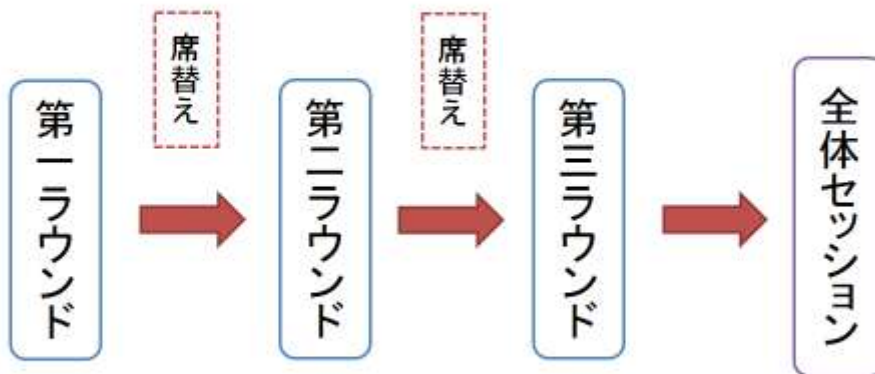 第一ラウンド
席替え
第二ラウンド
席替え
第三ラウンド
全体セッション